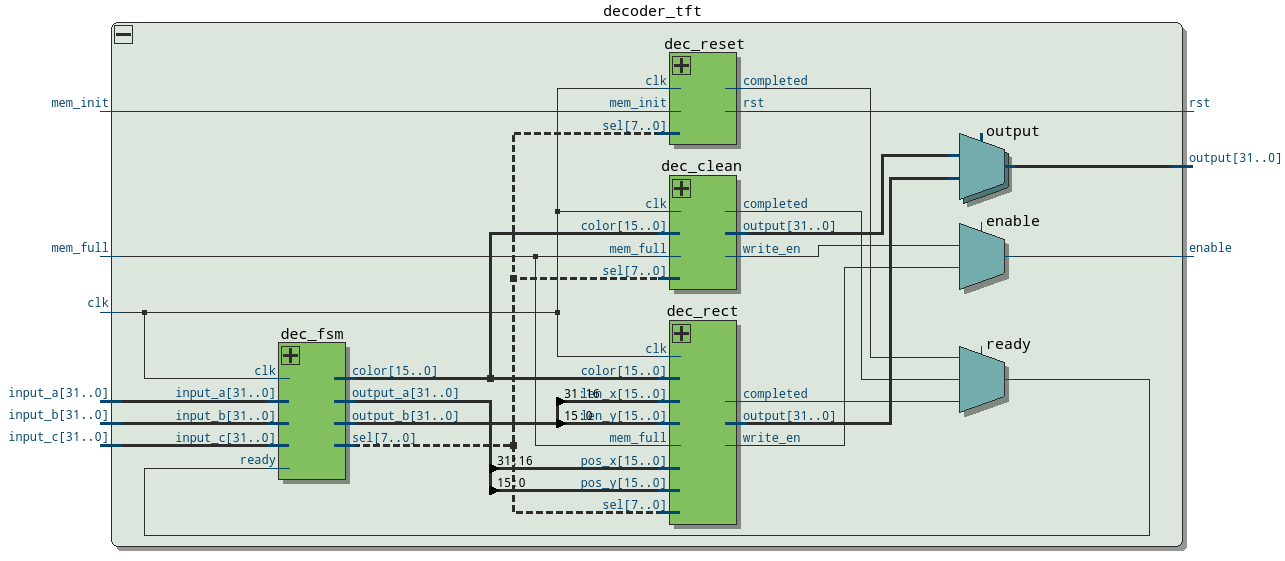 decoder_tft
mem_init
mem_full
clk
input_a[31..0]
input_b[31..0]
input_c[31..0]
dec_fsm
clk
input_a[31..0]
input_b[31..0]
input_c[31..0]
ready
color[15..0]
output_a[31..0]
output_b[31..0]
sel[7..0]
31:16
15:0
31:16
15:0
dec_reset
clk
mem_init
sel[7..0]
completed
rst
dec_clean
clk
color[15..0]
mem_full
sel[7..0]
completed
output[31..0]
write_en
dec_rect
clk
color[15..0]
len_x[15..0]
len_y[15..0]
mem_full
pos_x[15..0]
pos_y[15..0]
sel[7..0]
completed
output[31..0]
write_en
output
enable
ready
rst
output[31..0]
enable